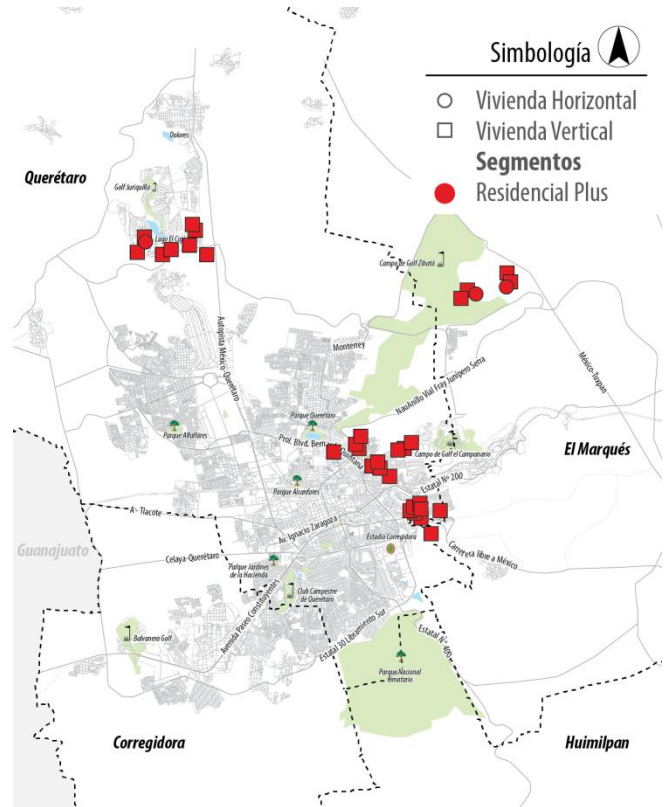 Simbología
Vivienda Horizontal
Vivienda Vertical
Segmentos
Residencial Plus
Dolores
Querétaro
Golf Juriquilla
Campo de Golf Zibatá
Autopista México-Querétaro
Monterrey
México-Tuxpan
NauAnillo Vial Fray Junípero Serra
Parque Alfalfares
Parque Querétaro
Prol. Blvd. Bernardo Quintana
Campo de Golf el Campanario
El Marqués
Estatal Nº 200
Parque Alcanfores
Tlacote
Av. Ignacio Zaragoza
Guanajuato
Estadio Corregidora
Carretera libre a México
Celaya-Querétaro
Parque Jardines
de la Hacienda
Club Campestre
de Querétaro
Avenida Paseo Constituyentes
Balvanera Golf
Estatal 30 Libramiento Sur
Estatal Nº 400
Parque Nacional
Corregidora
Huimilpan